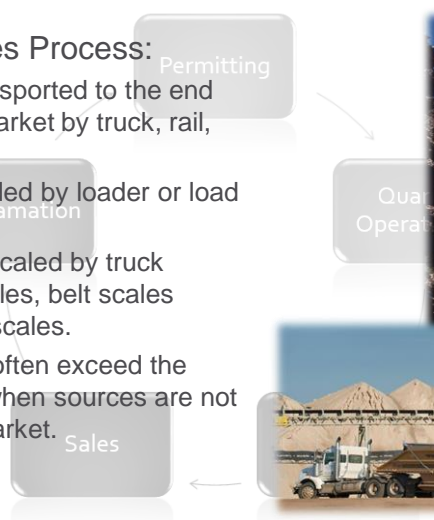 es Process:
Permitting
sported to the end
arket by truck, rail,
ded by loader or load
amation
Quar
Operat
caled by truck
les, belt scales
scales.
often exceed the
when sources are not
arket.
Sales